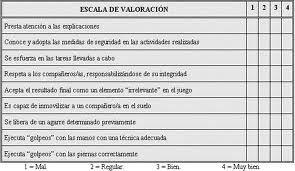 ESCALA DE VALORACIÓN 1 2 3 4
Presta atención a las explicaciones
Conoce y adopta las medidas de seguridad en las actividades realizadas
Se esfuerza en las tareas llevadas a cabo
Respeta a los compañeros/as, responsabilizándose de su integridad
Acepta el resultado final como un elemento "irrelevante" en el juego
Es capaz de inmovilizar a un compañero/a en el suelo
Se libera de un agarre determinado previamente
Ejecuta "golpeos" con las manos con una técnica adecuada
Ejecuta "golpeos" con las piernas correctamente
1 = Mal. 2 = Regular. 3 = Bien. 4 = Muy bien.